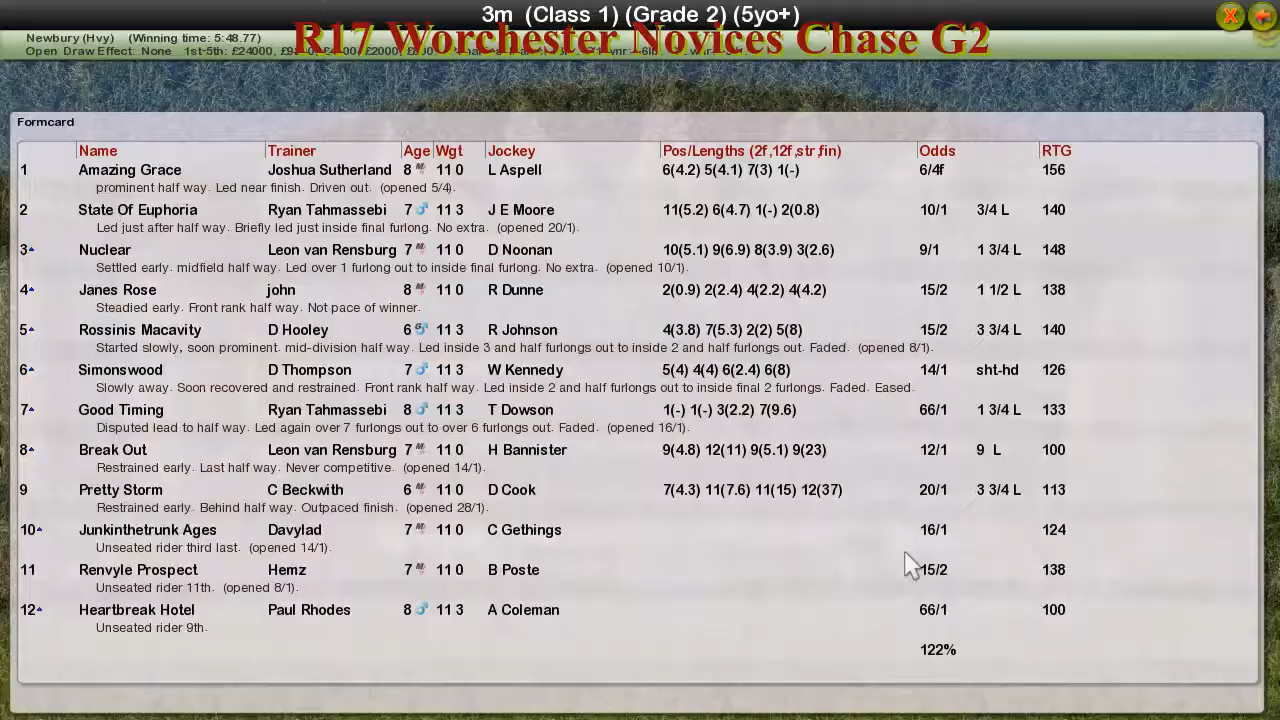 3m (Class 1) (Grade 2) (5yo+)
R17 Worchester Novices Chase G2
Newbury (Hvy) (Winning time: 5:48.77)
Open Draw Effect: None 1st-5th: £24000,
Formcard
Name Trainer Age Wgt Jockey Pos/Lengths (2f,12f,str,fin) Odds RTG
1 Amazing Grace Joshua Sutherland 8 11 0 L Aspell 6(4.2) 5(4.1) 7(3) 1(-) 6/4f 156
prominent half way. Led near finish. Driven out. (opened 5/4).
2 State Of Euphoria Ryan Tahmassebi 7 11 3 J E Moore 11(5.2) 6(4.7) 1(-) 2(0.8) 10/1 3/4 L 140
Led just after half way. Briefly led just inside final furlong. No extra. (opened 20/1).
3 Nuclear Leon van Rensburg 7 11 0 D Noonan 10(5.1) 9(6.9) 8(3.9) 3(2.6) 9/1 1 3/4 L 148
Settled early. midfield half way. Led over 1 furlong out to inside final furlong. No extra. (opened 10/1).
4 Janes Rose john 8 11 0 R Dunne 2(0.9) 2(2.4) 4(2.2) 4(4.2) 15/2 1 1/2 L 138
Steadied early. Front rank half way. Not pace of winner.
5 Rossinis Macavity D Hooley 6 11 3 R Johnson 4(3.8) 7(5.3) 2(2) 5(8) 15/2 3 3/4 L 140
Started slowly, soon prominent. mid-division half way. Led inside 3 and half furlongs out to inside 2 and half furlongs out. Faded. (opened 8/1).
6 Simonswood D Thompson 7 11 3 W Kennedy 5(4) 4(4) 6(2.4) 6(8) 14/1 sht-hd 126
Slowly away. Soon recovered and restrained. Front rank half way. Led inside 2 and half furlongs out to inside final 2 furlongs. Faded. Eased.
7 Good Timing Ryan Tahmassebi 8 11 3 T Dowson 1(-) 1(-) 3(2.2) 7(9.6) 66/1 1 3/4 L 133
Disputed lead to half way. Led again over 7 furlongs out to over 6 furlongs out. Faded. (opened 16/1).
8 Break Out Leon van Rensburg 7 11 0 H Bannister 9(4.8) 12(11) 9(5.1) 9(23) 12/1 9 L 100
Restrained early. Last half way. Never competitive. (opened 14/1).
9 Pretty Storm C Beckwith 6 11 0 D Cook 7(4.3) 11(7.6) 11(15) 12(37) 20/1 3 3/4 L 113
Restrained early. Behind half way. Outpaced finish. (opened 28/1).
10 Junkinthetrunk Ages Davylad 7 11 0 C Gethings 16/1 124
Unseated rider third last. (opened 14/1).
11 Renvyle Prospect Hemz 7 11 0 B Poste 15/2 138
Unseated rider 11th. (opened 8/1).
12 Heartbreak Hotel Paul Rhodes 8 11 3 A Coleman 66/1 100
Unseated rider 9th.
122%